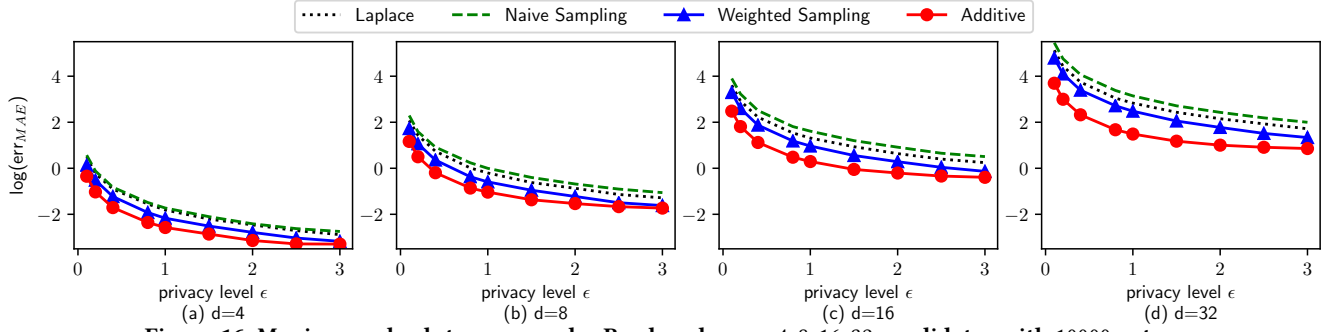 Laplace Naive Sampling Weighted Sampling Additive
log(err_MAE)
4
2
0
−2
0 1 2 3
privacy level ϵ
(a) d=4
4
2
0
−2
0 1 2 3
privacy level ϵ
(b) d=8
4
2
0
−2
0 1 2 3
privacy level ϵ
(c) d=16
4
2
0
−2
0 1 2 3
privacy level ϵ
(d) d=32